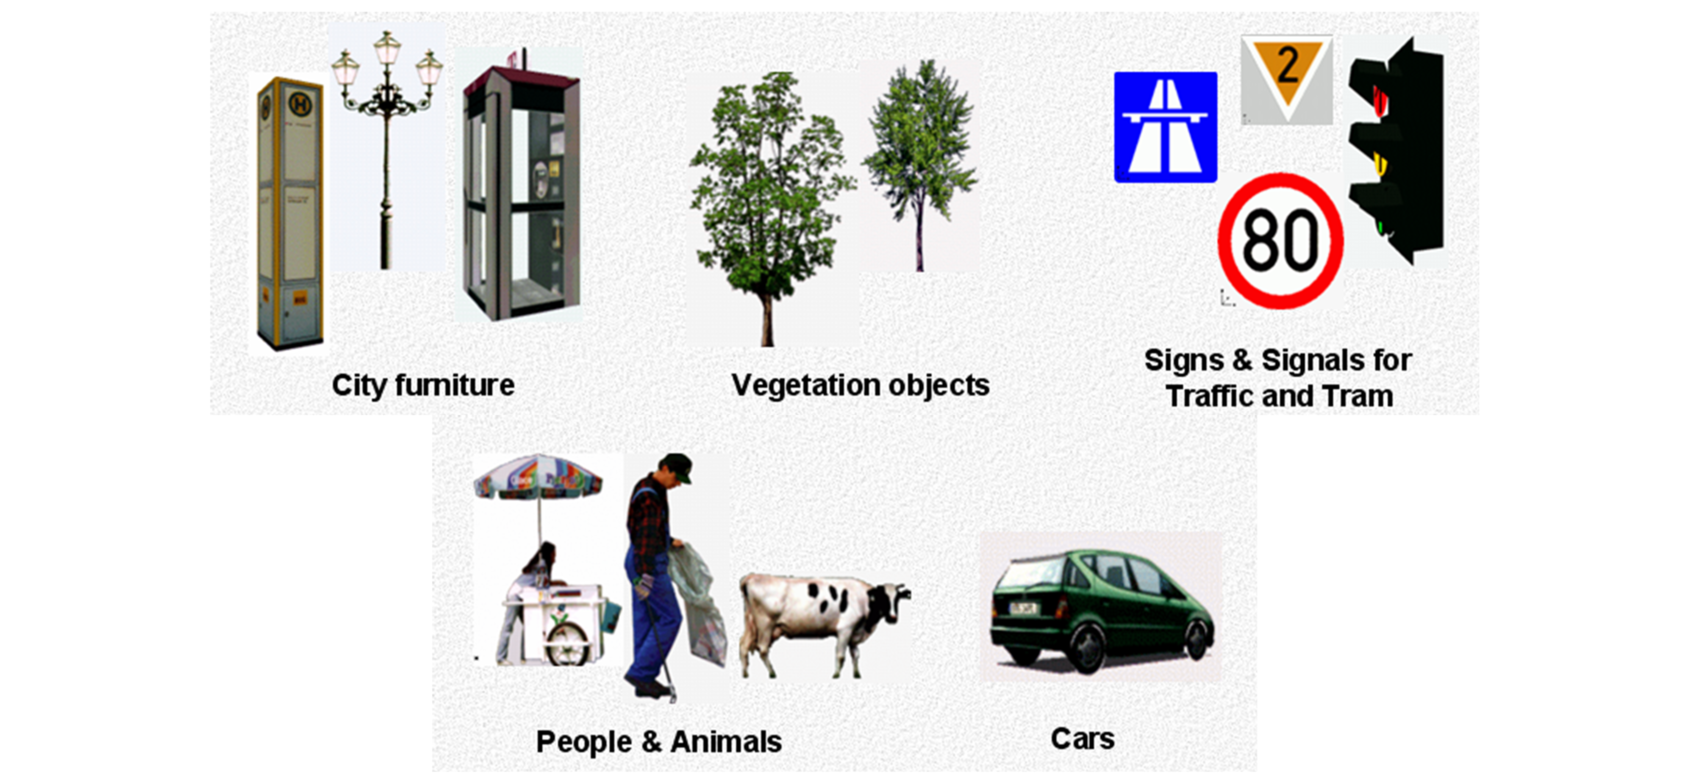 H
2
80
City furniture
Vegetation objects
Signs & Signals for
Traffic and Tram
People & Animals
Cars